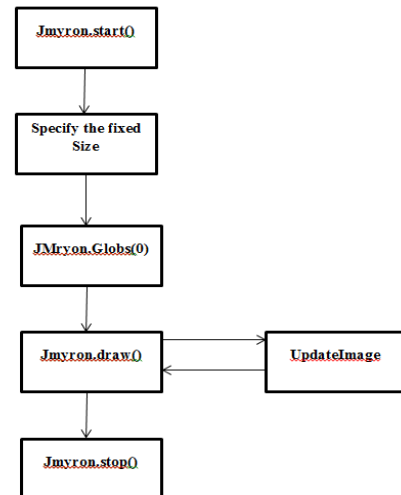 Jmyron.start()
Specify the fixed
Size
JMryon.Globs(0)
Jmyron.draw()
UpdateImage
Jmyron.stop()